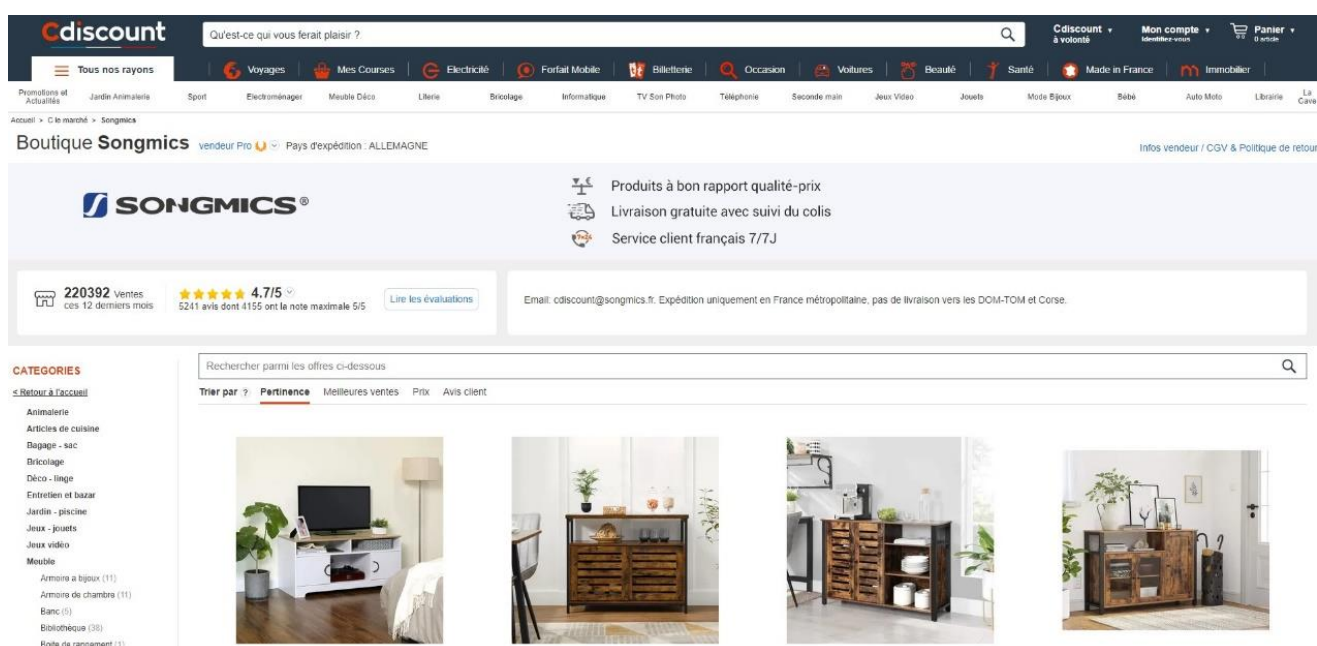 Cdiscount
Qu'est-ce qui vous ferait plaisir ?
Cdiscount à volonté
Mon compte Identifiez-vous
Panier 0 article
Tous nos rayons
Voyages
Mes Courses
Electricité
Forfait Mobile
Billetterie
Occasion
Voitures
Beauté
Santé
Made in France
Immobilier
Promotions et Actualités
Jardin Animalerie
Sport
Electroménager
Meuble Déco
Literie
Bricolage
Informatique
TV Son Photo
Téléphonie
Seconde main
Jeux Video
Jouets
Mode Bijoux
Bébé
Auto Moto
Librairie
La Cave
Accueil > C le marché > Songmics
Boutique Songmics vendeur Pro Pays d'expédition : ALLEMAGNE
Infos vendeur / CGV & Politique de retour
SONGMICS®
Produits à bon rapport qualité-prix
Livraison gratuite avec suivi du colis
Service client français 7/7J
220392 Ventes
ces 12 derniers mois
4.7/5
5241 avis dont 4155 ont la note maximale 5/5
Lire les évaluations
Email: cdiscount@songmics.fr. Expédition uniquement en France métropolitaine, pas de livraison vers les DOM-TOM et Corse.
CATEGORIES
< Retour à l'accueil
Animalerie
Articles de cuisine
Bagage - sac
Bricolage
Déco - linge
Entretien et bazar
Jardin - piscine
Jeux - jouets
Jeux vidéo
Meuble
Armoire a bijoux (11)
Armoire de chambre (11)
Banc (5)
Bibliothèque (38)
Boite de rangement (1)
Rechercher parmi les offres ci-dessous
Trier par ? Pertinence Meilleures ventes Prix Avis client